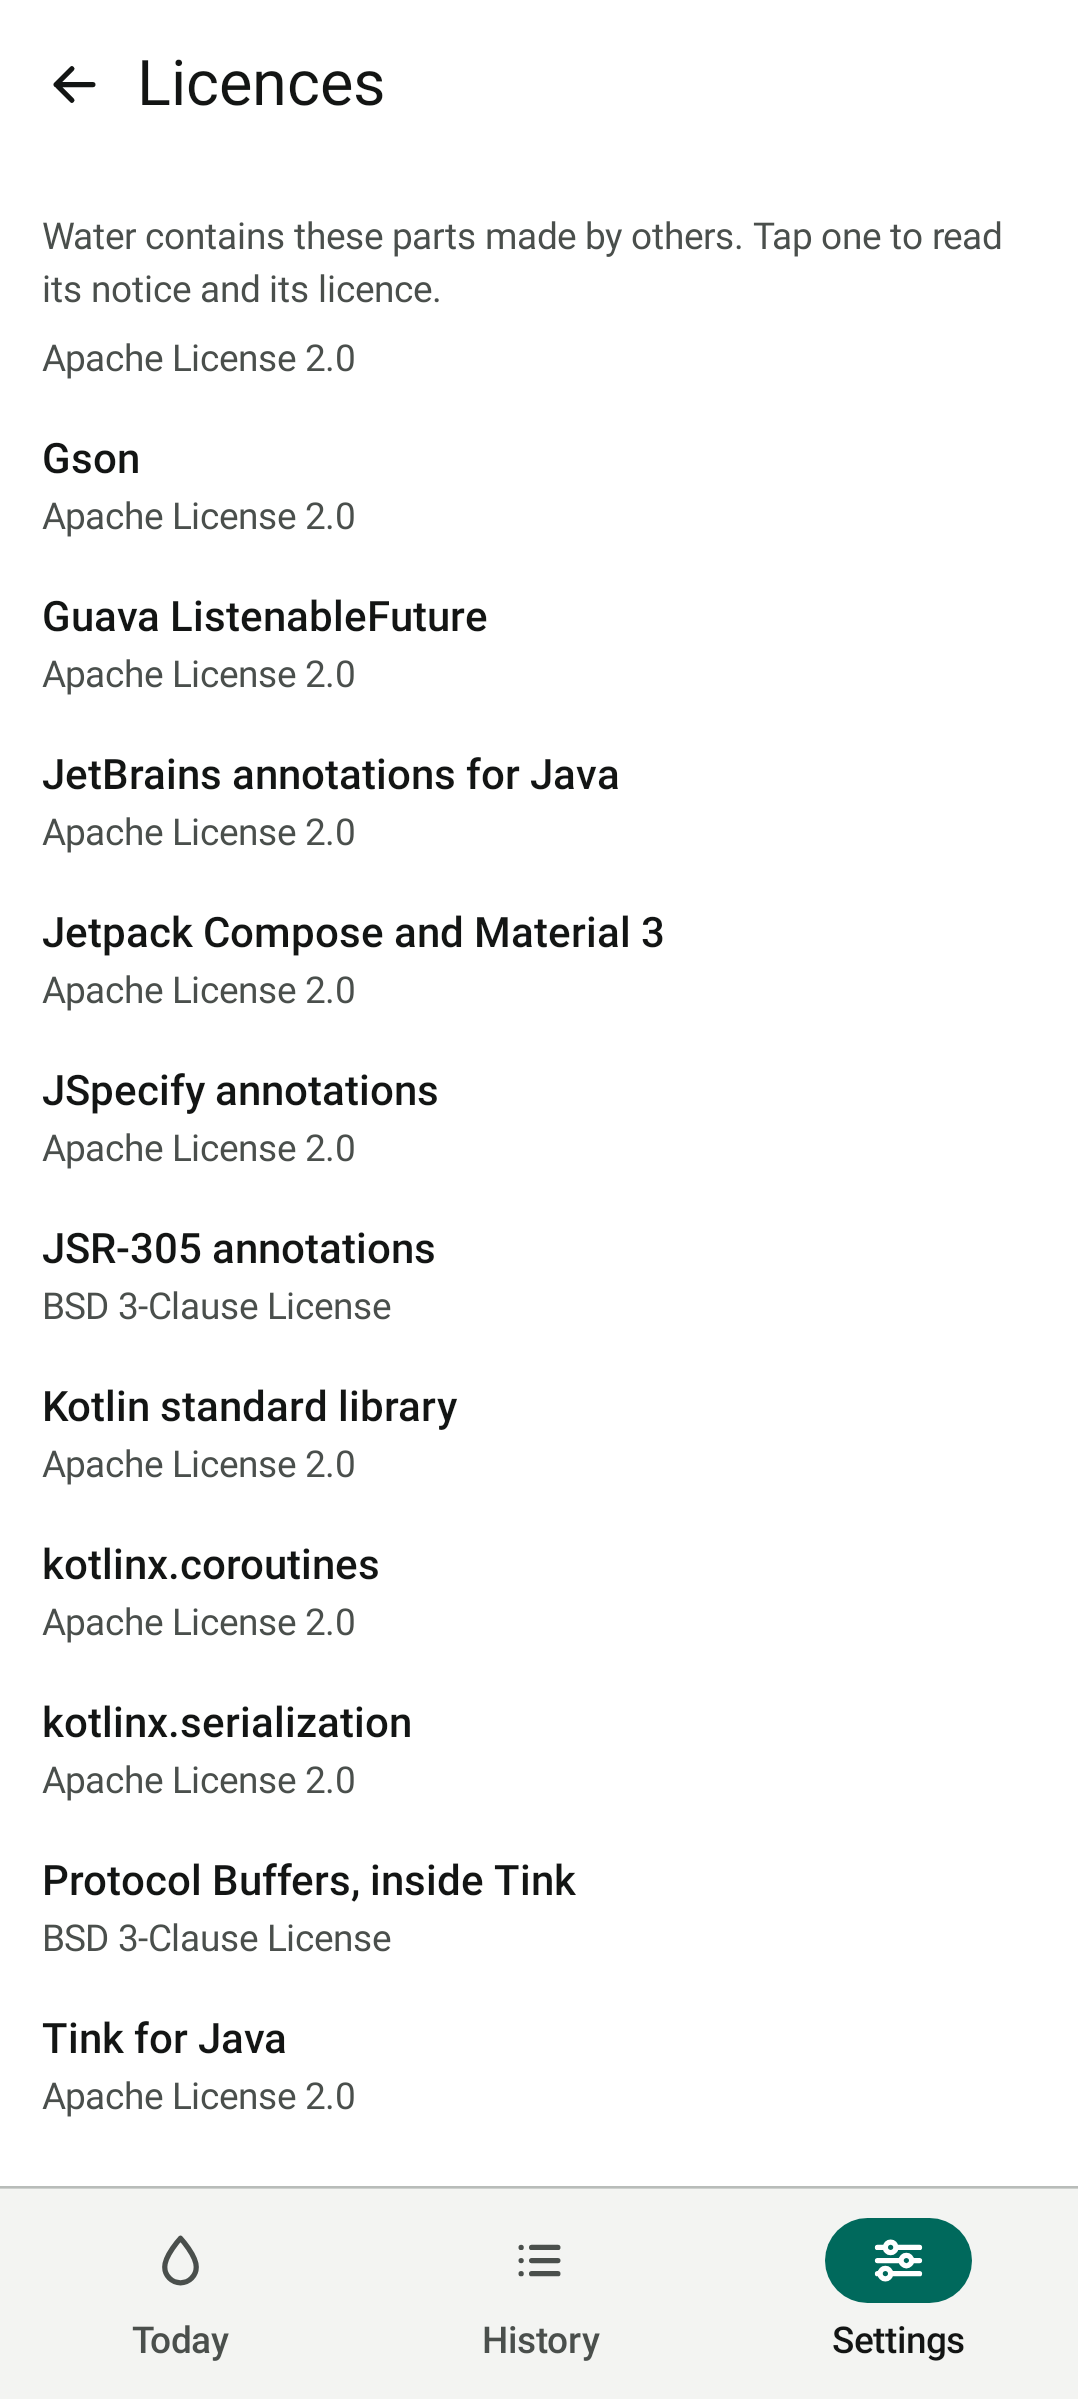 Licences
Water contains these parts made by others. Tap one to read
its notice and its licence.
Apache License 2.0
Gson
Apache License 2.0
Guava ListenableFuture
Apache License 2.0
JetBrains annotations for Java
Apache License 2.0
Jetpack Compose and Material 3
Apache License 2.0
JSpecify annotations
Apache License 2.0
JSR-305 annotations
BSD 3-Clause License
Kotlin standard library
Apache License 2.0
kotlinx.coroutines
Apache License 2.0
kotlinx.serialization
Apache License 2.0
Protocol Buffers, inside Tink
BSD 3-Clause License
Tink for Java
Apache License 2.0
Today
History
Settings